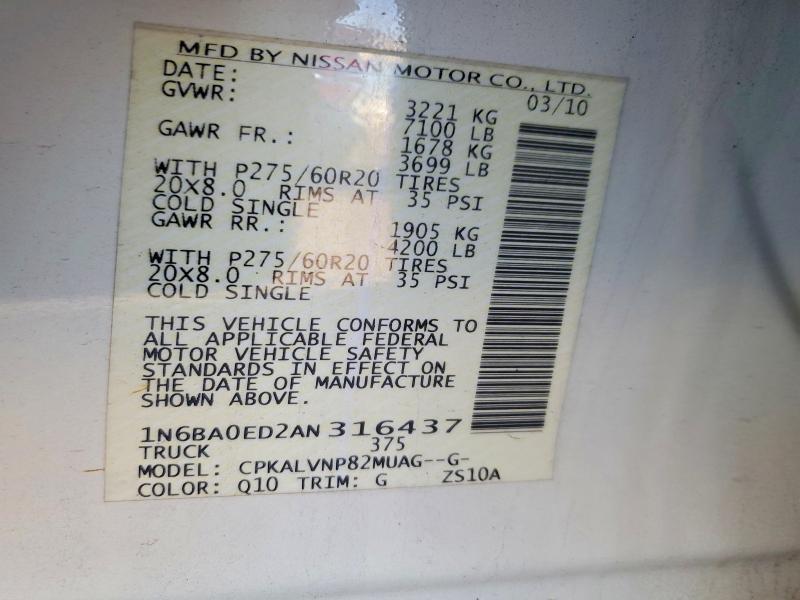 MFD BY NISSAN MOTOR CO., LTD.
DATE: 03/10
GVWR: 3221 KG
7100 LB
GAWR FR.: 1678 KG
3699 LB
WITH P275/60R20 TIRES
20X8.0 RIMS AT 35 PSI
COLD SINGLE
GAWR RR.: 1905 KG
4200 LB
WITH P275/60R20 TIRES
20X8.0 RIMS AT 35 PSI
COLD SINGLE
THIS VEHICLE CONFORMS TO
ALL APPLICABLE FEDERAL
MOTOR VEHICLE SAFETY
STANDARDS IN EFFECT ON
THE DATE OF MANUFACTURE
SHOWN ABOVE.
1N6BA0ED2AN 316437
TRUCK 375
MODEL: CPKALVNP82MUAG--G-
COLOR: Q10 TRIM: G ZS10A